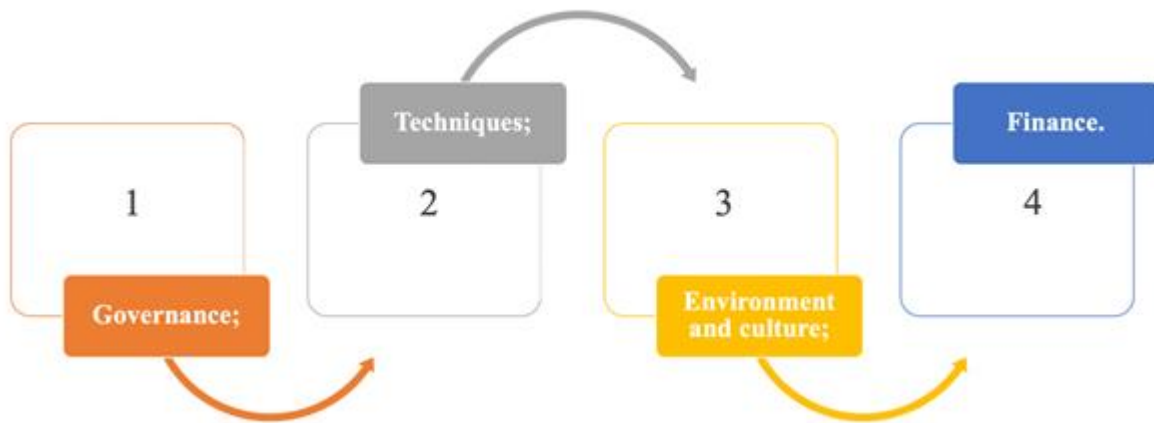 1
Governance;
Techniques;
2
3
Environment
and culture;
Finance.
4